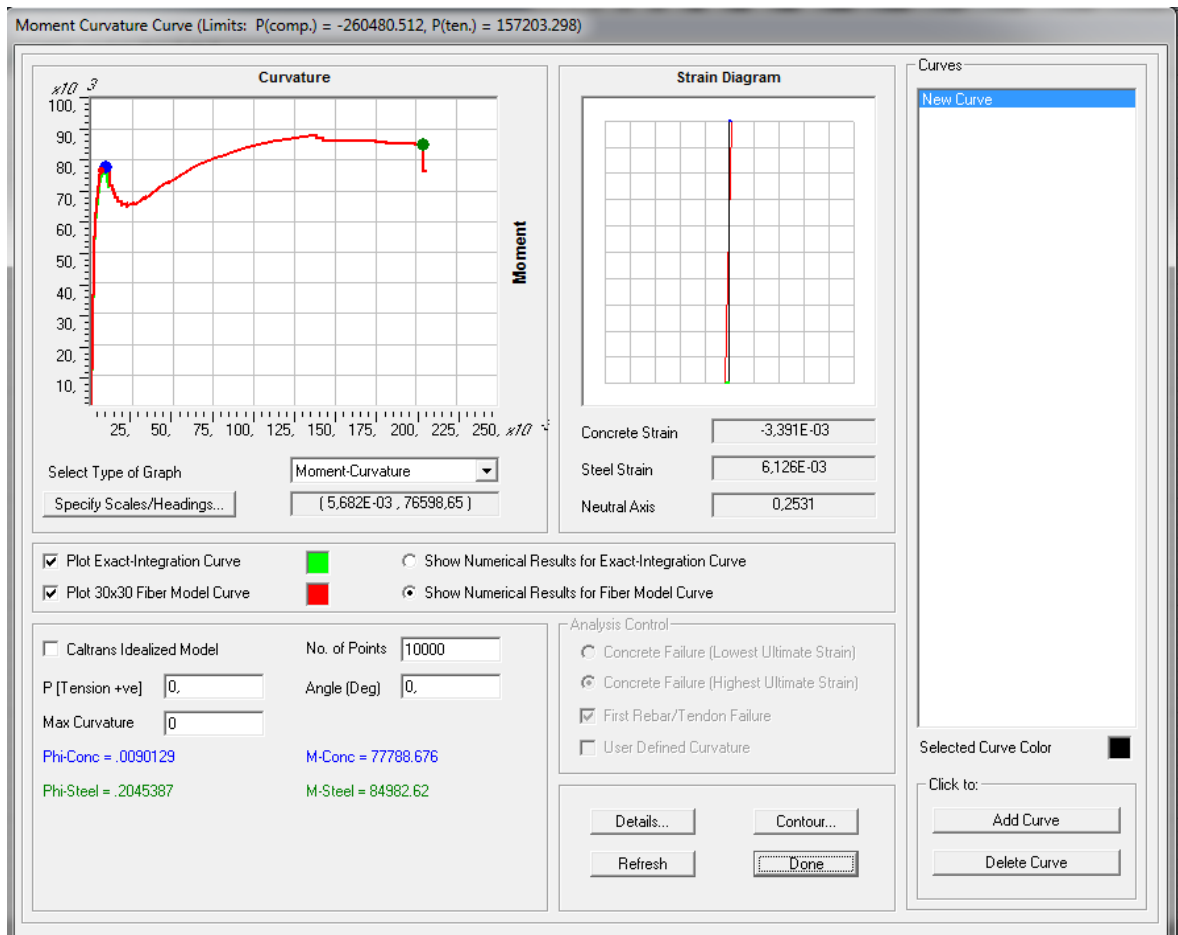 Moment Curvature Curve (Limits: P(comp.) = -260480.512, P(ten.) = 157203.298)
Curvature
x10 3
100,
90,
80,
70,
60,
50,
40,
30,
20,
10,
25, 50, 75, 100, 125, 150, 175, 200, 225, 250, x10 -3
Moment
Select Type of Graph
Moment-Curvature
Specify Scales/Headings...
( 5,682E-03 , 76598,65 )
Strain Diagram
Concrete Strain
-3,391E-03
Steel Strain
6,126E-03
Neutral Axis
0,2531
Curves
New Curve
Plot Exact-Integration Curve
Show Numerical Results for Exact-Integration Curve
Plot 30x30 Fiber Model Curve
Show Numerical Results for Fiber Model Curve
Caltrans Idealized Model
No. of Points
10000
P [Tension +ve]
0,
Angle (Deg)
0,
Max Curvature
0
Phi-Conc = .0090129
M-Conc = 77788.676
Phi-Steel = .2045387
M-Steel = 84982.62
Analysis Control
Concrete Failure (Lowest Ultimate Strain)
Concrete Failure (Highest Ultimate Strain)
First Rebar/Tendon Failure
User Defined Curvature
Details...
Contour...
Refresh
Done
Selected Curve Color
Click to:
Add Curve
Delete Curve